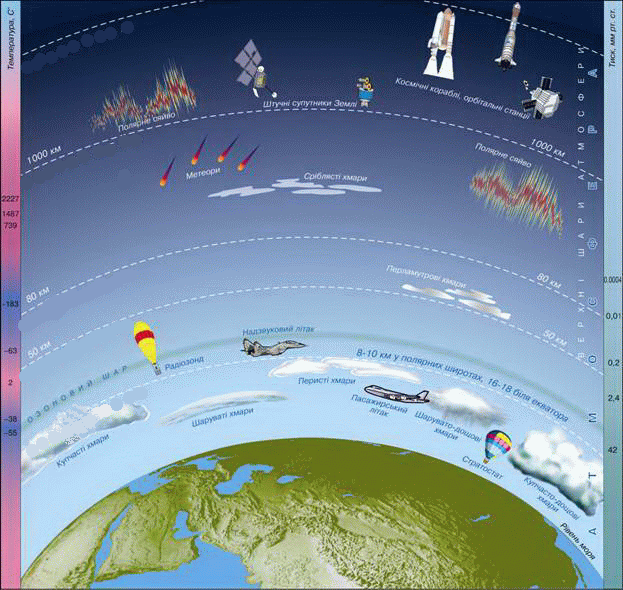 Температура, С˚
Тиск, мм рт. ст.
Космічні кораблі, орбітальні станції
Штучні супутники Землі
Полярне сяйво
1000 км
1000 км
Полярне сяйво
Метеори
Сріблясті хмари
ВЕРХНІ ШАРИ АТМОСФЕРИ
АТМОСФЕРА
2227
1487
739
-183
-63
2
-38
-55
0.0004
0,01
0,2
2,4
42
80 км
80 км
Перламутрові хмари
60 км
50 км
Надзвуковий літак
Радіозонд
ОЗОНОВИЙ ШАР
8-10 км у полярних широтах, 16-18 біля екватора
Перисті хмари
Пасажирський
літак
Шарувато-дощові
хмари
Шаруваті хмари
Купчасті хмари
Стратостат
Купчасто-дощові
хмари
Рівень моря